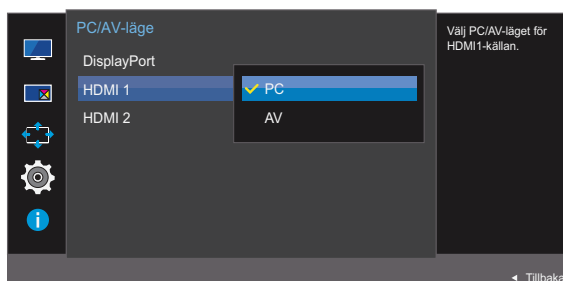 PC/AV-läge
DisplayPort
HDMI 1
HDMI 2
PC
AV
Välj PC/AV-läget för
HDMI1-källan.
Tillbaka